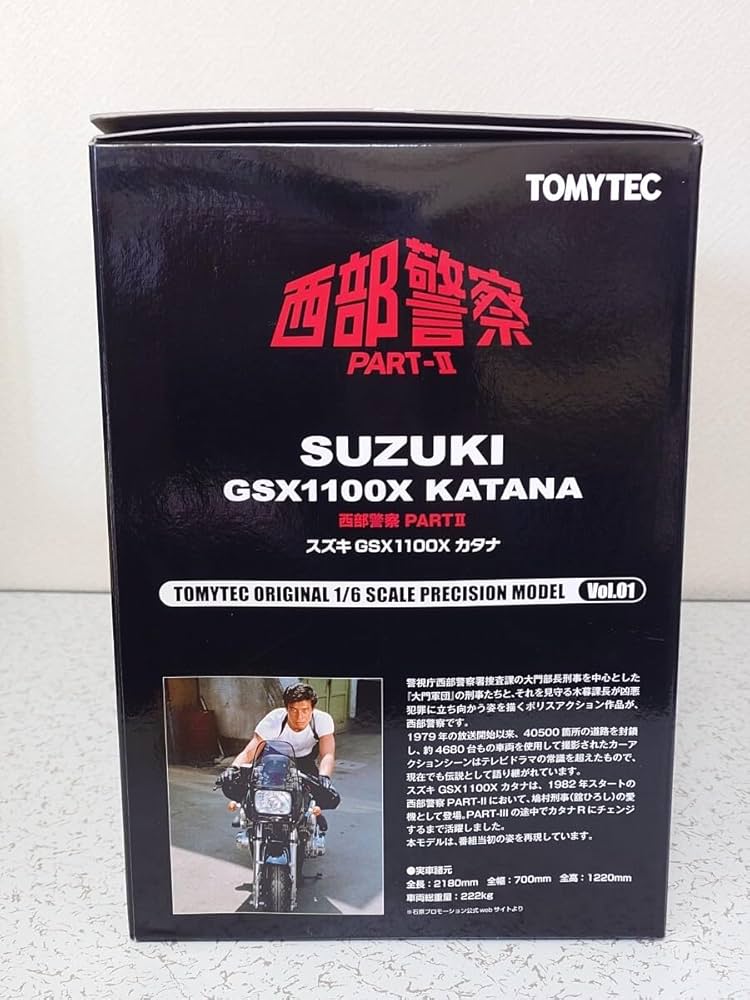 TOMYTEC
西部警察
PART-II
SUZUKI
GSX1100X KATANA
西部警察 PARTⅡ
スズキ GSX1100X カタナ
TOMYTEC ORIGINAL 1/6 SCALE PRECISION MODEL Vol.01
警視庁西部警察署捜査課の大門部長刑事を中心とした
「大門軍団」の刑事たちと、それを見守る木暮課長が凶悪
犯罪に立ち向かう姿を描くポリスアクション作品が、
西部警察です。
1979年の放送開始以来、40500箇所の道路を封鎖
し、約4680台もの車両を使用して撮影されたカーア
クションシーンはテレビドラマの常識を超えたもので、
現在でも伝説として語り継がれています。
スズキ GSX1100X カタナは、1982年スタートの
西部警察 PART-IIにおいて、鳩村刑事(舘ひろし)の愛
機として登場。PART-IIIの途中でカタナRにチェンジ
するまで活躍しました。
本モデルは、番組当初の姿を再現しています。
●実車諸元
全長：2180mm 全幅：700mm 全高：1220mm
車両総重量：222kg
※石原プロモーション公式webサイトより